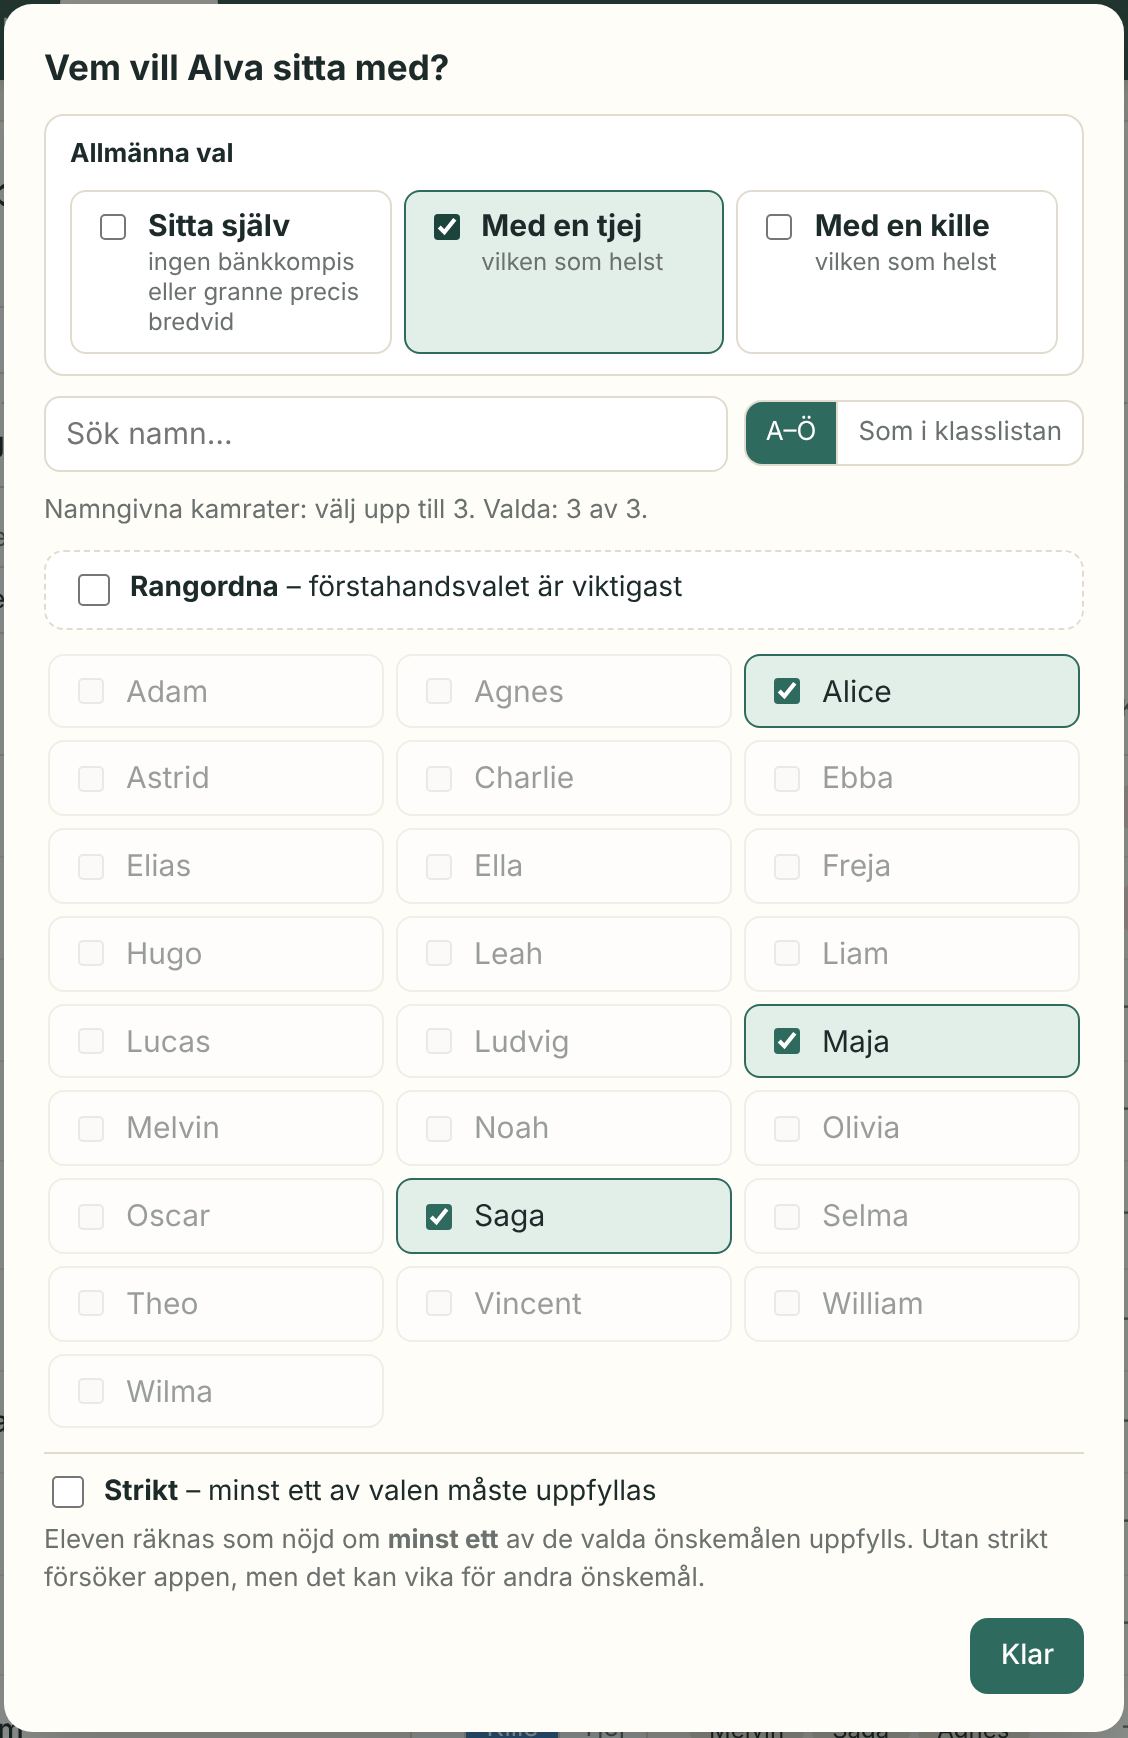 Vem vill Alva sitta med?
Allmänna val
Sitta själv
ingen bänkkompis
eller granne precis
bredvid
Med en tjej
vilken som helst
Med en kille
vilken som helst
Sök namn...
A–Ö
Som i klasslistan
Namngivna kamrater: välj upp till 3. Valda: 3 av 3.
Rangordna – förstahandsvalet är viktigast
Adam
Agnes
Alice
Astrid
Charlie
Ebba
Elias
Ella
Freja
Hugo
Leah
Liam
Lucas
Ludvig
Maja
Melvin
Noah
Olivia
Oscar
Saga
Selma
Theo
Vincent
William
Wilma
Strikt – minst ett av valen måste uppfyllas
Eleven räknas som nöjd om minst ett av de valda önskemålen uppfylls. Utan strikt
försöker appen, men det kan vika för andra önskemål.
Klar
Melvin
Saga
Agnes